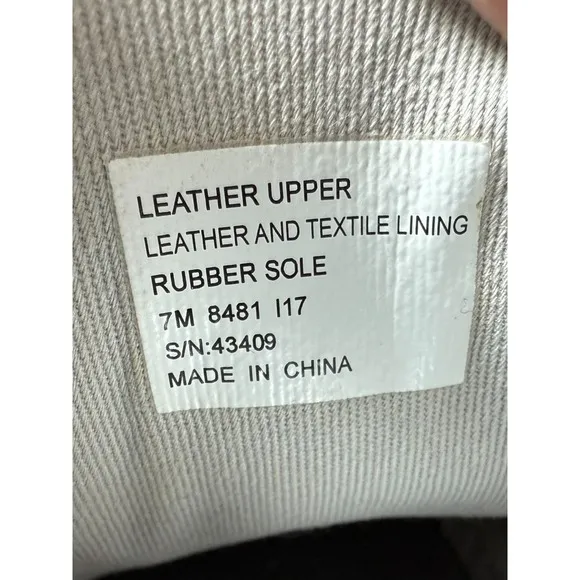 LEATHER UPPER
LEATHER AND TEXTILE LINING
RUBBER SOLE
7M 8481 I17
S/N:43409
MADE IN CHINA